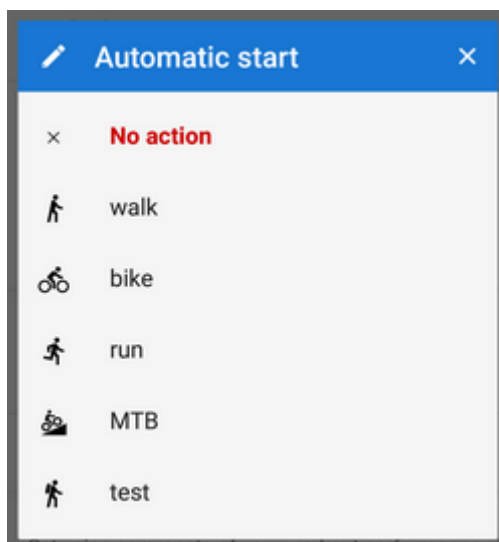 Automatic start
No action
walk
bike
run
MTB
test